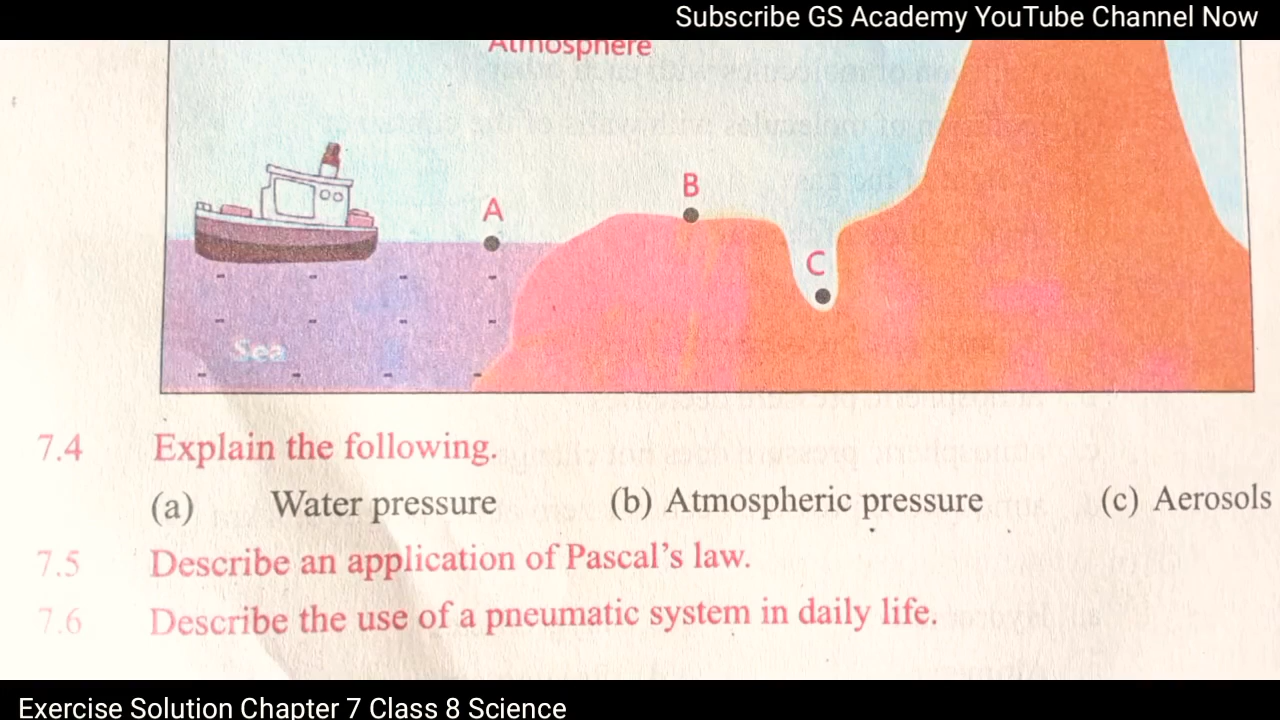 Subscribe GS Academy YouTube Channel Now
Atmosphere
A
B
C
Sea
7.4 Explain the following.
(a) Water pressure (b) Atmospheric pressure (c) Aerosols
7.5 Describe an application of Pascal's law.
7.6 Describe the use of a pneumatic system in daily life.
Exercise Solution Chapter 7 Class 8 Science